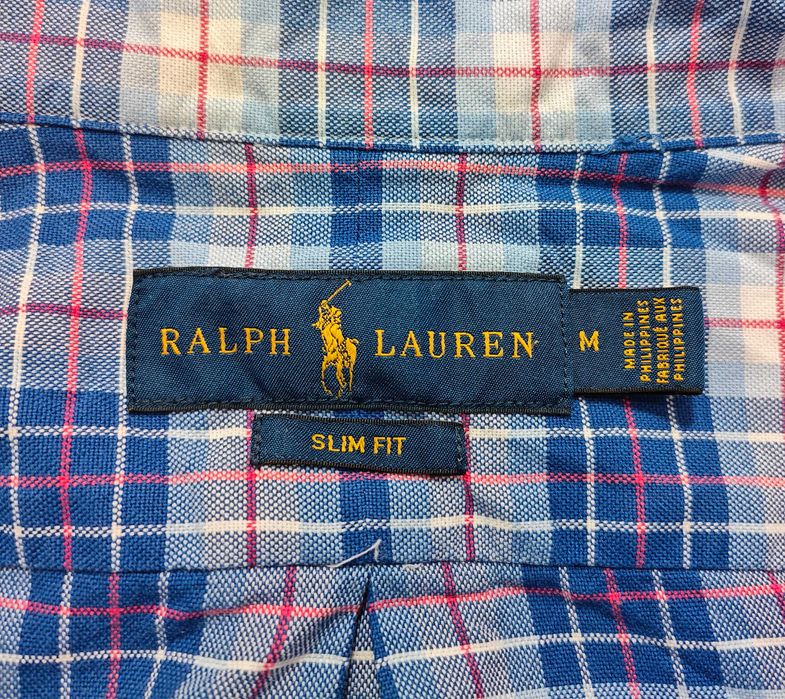 RALPH LAUREN
M
MADE IN
PHILIPPINES
FABRIQUÉ AUX
PHILIPPINES
SLIM FIT